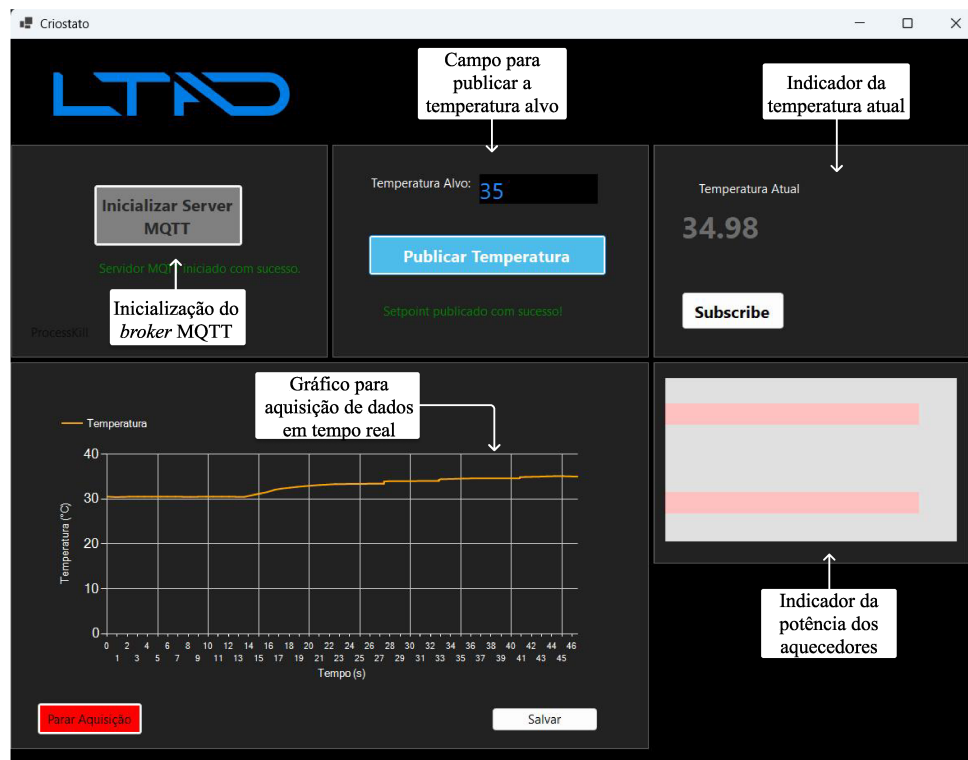 Criostato
LTAD
Campo para
publicar a
temperatura alvo
Indicador da
temperatura atual
Inicializar Server
MQTT
Servidor MQTT iniciado com sucesso.
Inicialização do
broker MQTT
ProcessKill
Temperatura Alvo:
35
Publicar Temperatura
Setpoint publicado com sucesso!
Temperatura Atual
34.98
Subscribe
Gráfico para
aquisição de dados
em tempo real
Temperatura
Temperatura (°C)
40
30
20
10
0
0 2 4 6 8 10 12 14 16 18 20 22 24 26 28 30 32 34 36 38 40 42 44 46
1 3 5 7 9 11 13 15 17 19 21 23 25 27 29 31 33 35 37 39 41 43 45
Tempo (s)
Parar Aquisição
Salvar
Indicador da
potência dos
aquecedores